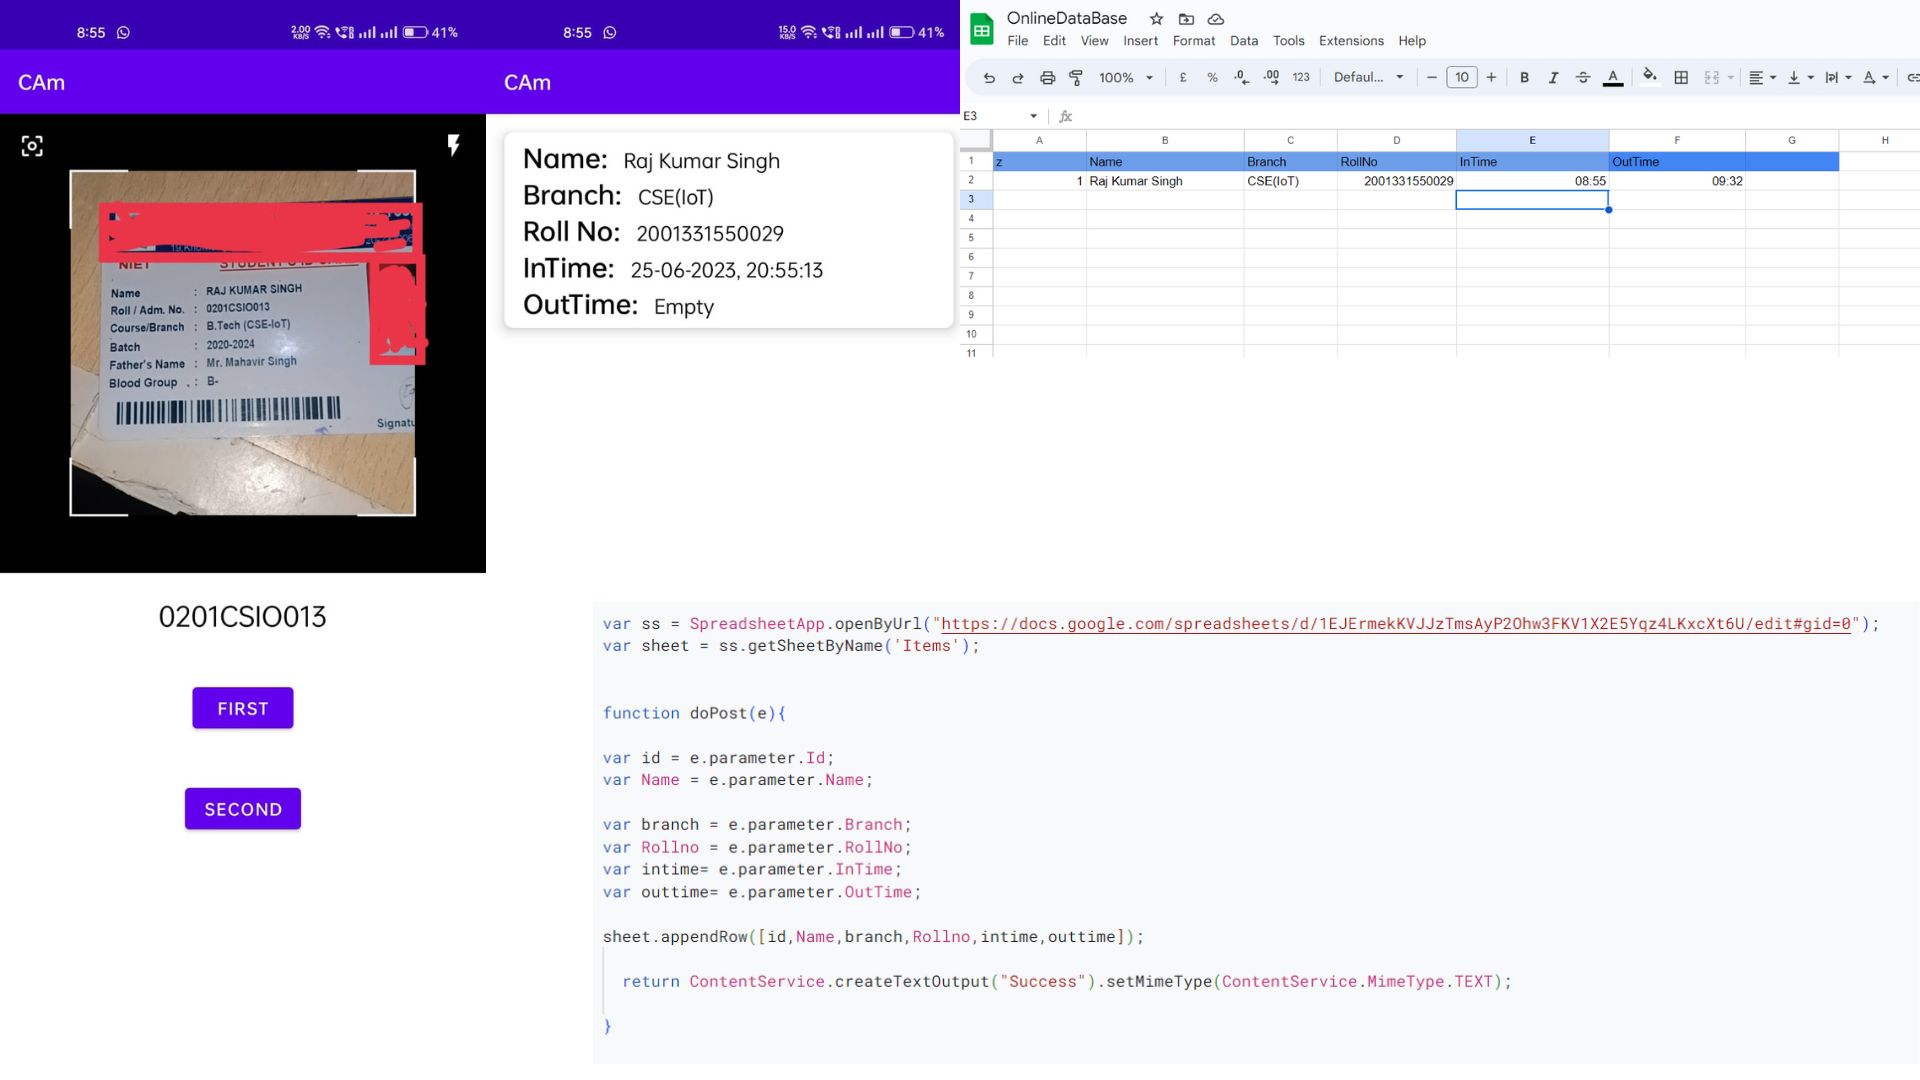 8:55
2.00 KB/S
41%
CAm
NIET
STUDENT'S ID CARD
Name : RAJ KUMAR SINGH
Roll / Adm. No. : 0201CSIO013
Course/Branch : B.Tech (CSE-IoT)
Batch : 2020-2024
Father's Name : Mr. Mahavir Singh
Blood Group . : B-
Signatu
0201CSIO013
FIRST
SECOND
8:55
15.0 KB/S
41%
CAm
Name: Raj Kumar Singh
Branch: CSE(IoT)
Roll No: 2001331550029
InTime: 25-06-2023, 20:55:13
OutTime: Empty
OnlineDataBase
File Edit View Insert Format Data Tools Extensions Help
100% £ % .0 .00 123 Defaul... − 10 + B I S A
E3 fx
A B C D E F G H
1 z Name Branch RollNo InTime OutTime
2 1 Raj Kumar Singh CSE(IoT) 2001331550029 08:55 09:32
3
4
5
6
7
8
9
10
11
var ss = SpreadsheetApp.openByUrl("https://docs.google.com/spreadsheets/d/1EJErmekKVJJzTmsAyP2Ohw3FKV1X2E5Yqz4LKxcXt6U/edit#gid=0");
var sheet = ss.getSheetByName('Items');
function doPost(e){
var id = e.parameter.Id;
var Name = e.parameter.Name;
var branch = e.parameter.Branch;
var Rollno = e.parameter.RollNo;
var intime= e.parameter.InTime;
var outtime= e.parameter.OutTime;
sheet.appendRow([id,Name,branch,Rollno,intime,outtime]);
return ContentService.createTextOutput("Success").setMimeType(ContentService.MimeType.TEXT);
}